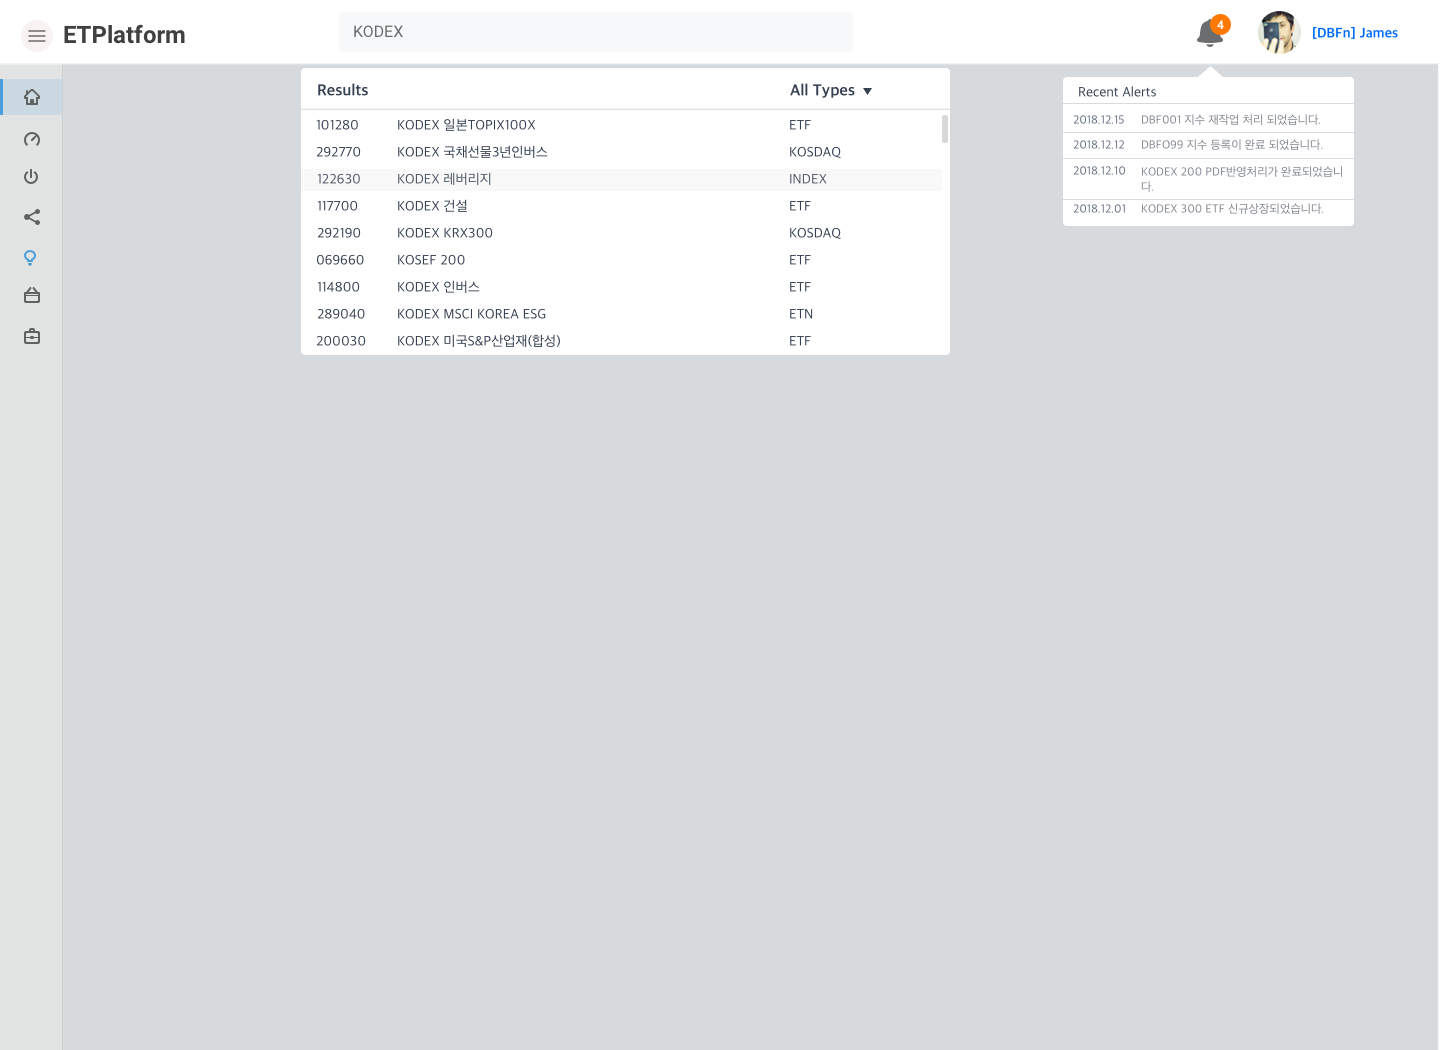 ETPlatform
KODEX
4
[DBFn] James
Results All Types
101280 KODEX 일본TOPIX100X ETF
292770 KODEX 국채선물3년인버스 KOSDAQ
122630 KODEX 레버리지 INDEX
117700 KODEX 건설 ETF
292190 KODEX KRX300 KOSDAQ
069660 KOSEF 200 ETF
114800 KODEX 인버스 ETF
289040 KODEX MSCI KOREA ESG ETN
200030 KODEX 미국S&P산업재(합성) ETF
Recent Alerts
2018.12.15 DBF001 지수 재작업 처리 되었습니다.
2018.12.12 DBF099 지수 등록이 완료 되었습니다.
2018.12.10 KODEX 200 PDF반영처리가 완료되었습니
다.
2018.12.01 KODEX 300 ETF 신규상장되었습니다.